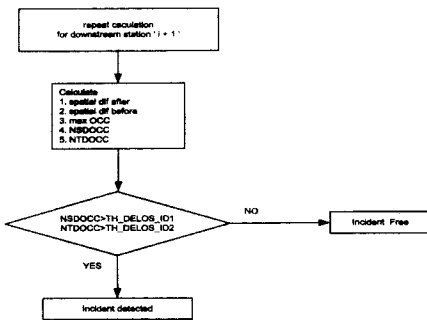 repeat caculation
for downstream station ' i + 1 '
Calculate
1. spatial dif after
2. spatial dif before
3. max OCC
4. NSDOCC
5. NTDOCC
NSDOCC>TH_DELOS_ID1
NTDOCC>TH_DELOS_ID2
NO
Incident Free
YES
Incident detected